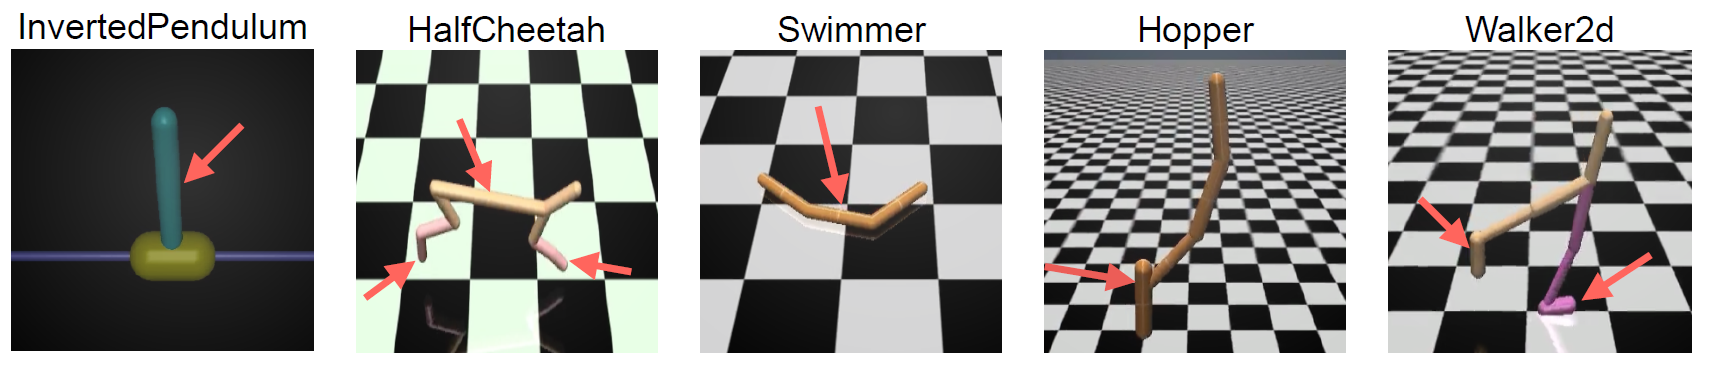 InvertedPendulum
HalfCheetah
Swimmer
Hopper
Walker2d